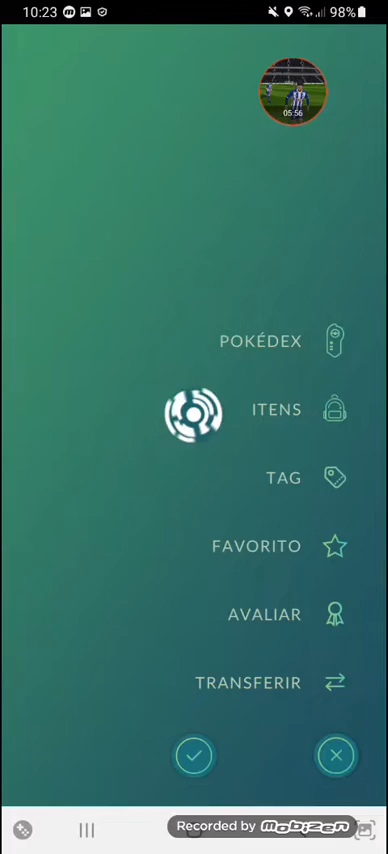 10:23
98%
05:56
POKÉDEX
ITENS
TAG
FAVORITO
AVALIAR
TRANSFERIR
Recorded by mobizen